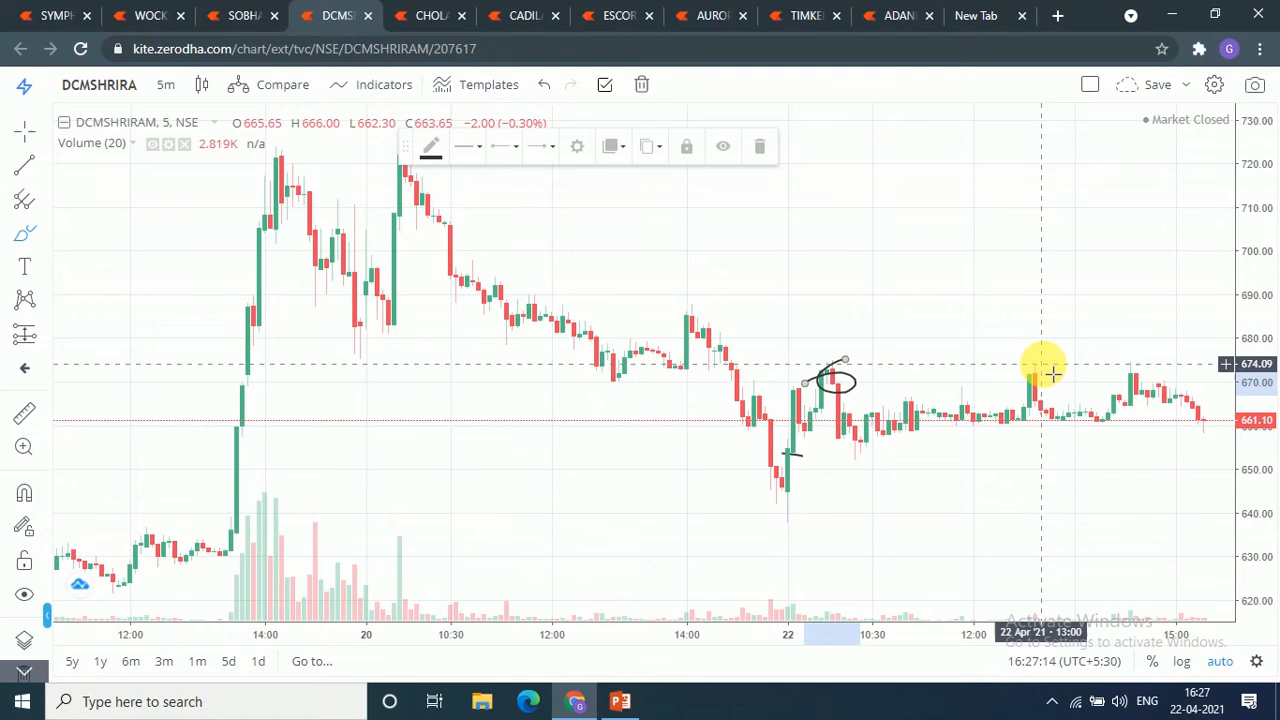 SYMPH WOCK SOBHA DCMS CHOLA CADIL ESCOR AUROP TIMKE ADANI New Tab
kite.zerodha.com/chart/ext/tvc/NSE/DCMSHRIRAM/207617 G
DCMSHRIRA 5m Compare Indicators Templates Save
DCMSHRIRAM, 5, NSE O665.65 H666.00 L662.30 C663.65 −2.00 (−0.30%) Market Closed
Volume (20) 2.819K n/a
730.00
720.00
710.00
700.00
690.00
680.00
674.09
670.00
661.10
650.00
640.00
630.00
620.00
12:00 14:00 20 10:30 12:00 14:00 22 10:30 12:00 22 Apr '21 - 13:00 15:00
Activate Windows
Go to Settings to activate Windows.
5y 1y 6m 3m 1m 5d 1d Go to... 16:27:14 (UTC+5:30) % log auto
Type here to search ENG 16:27
22-04-2021